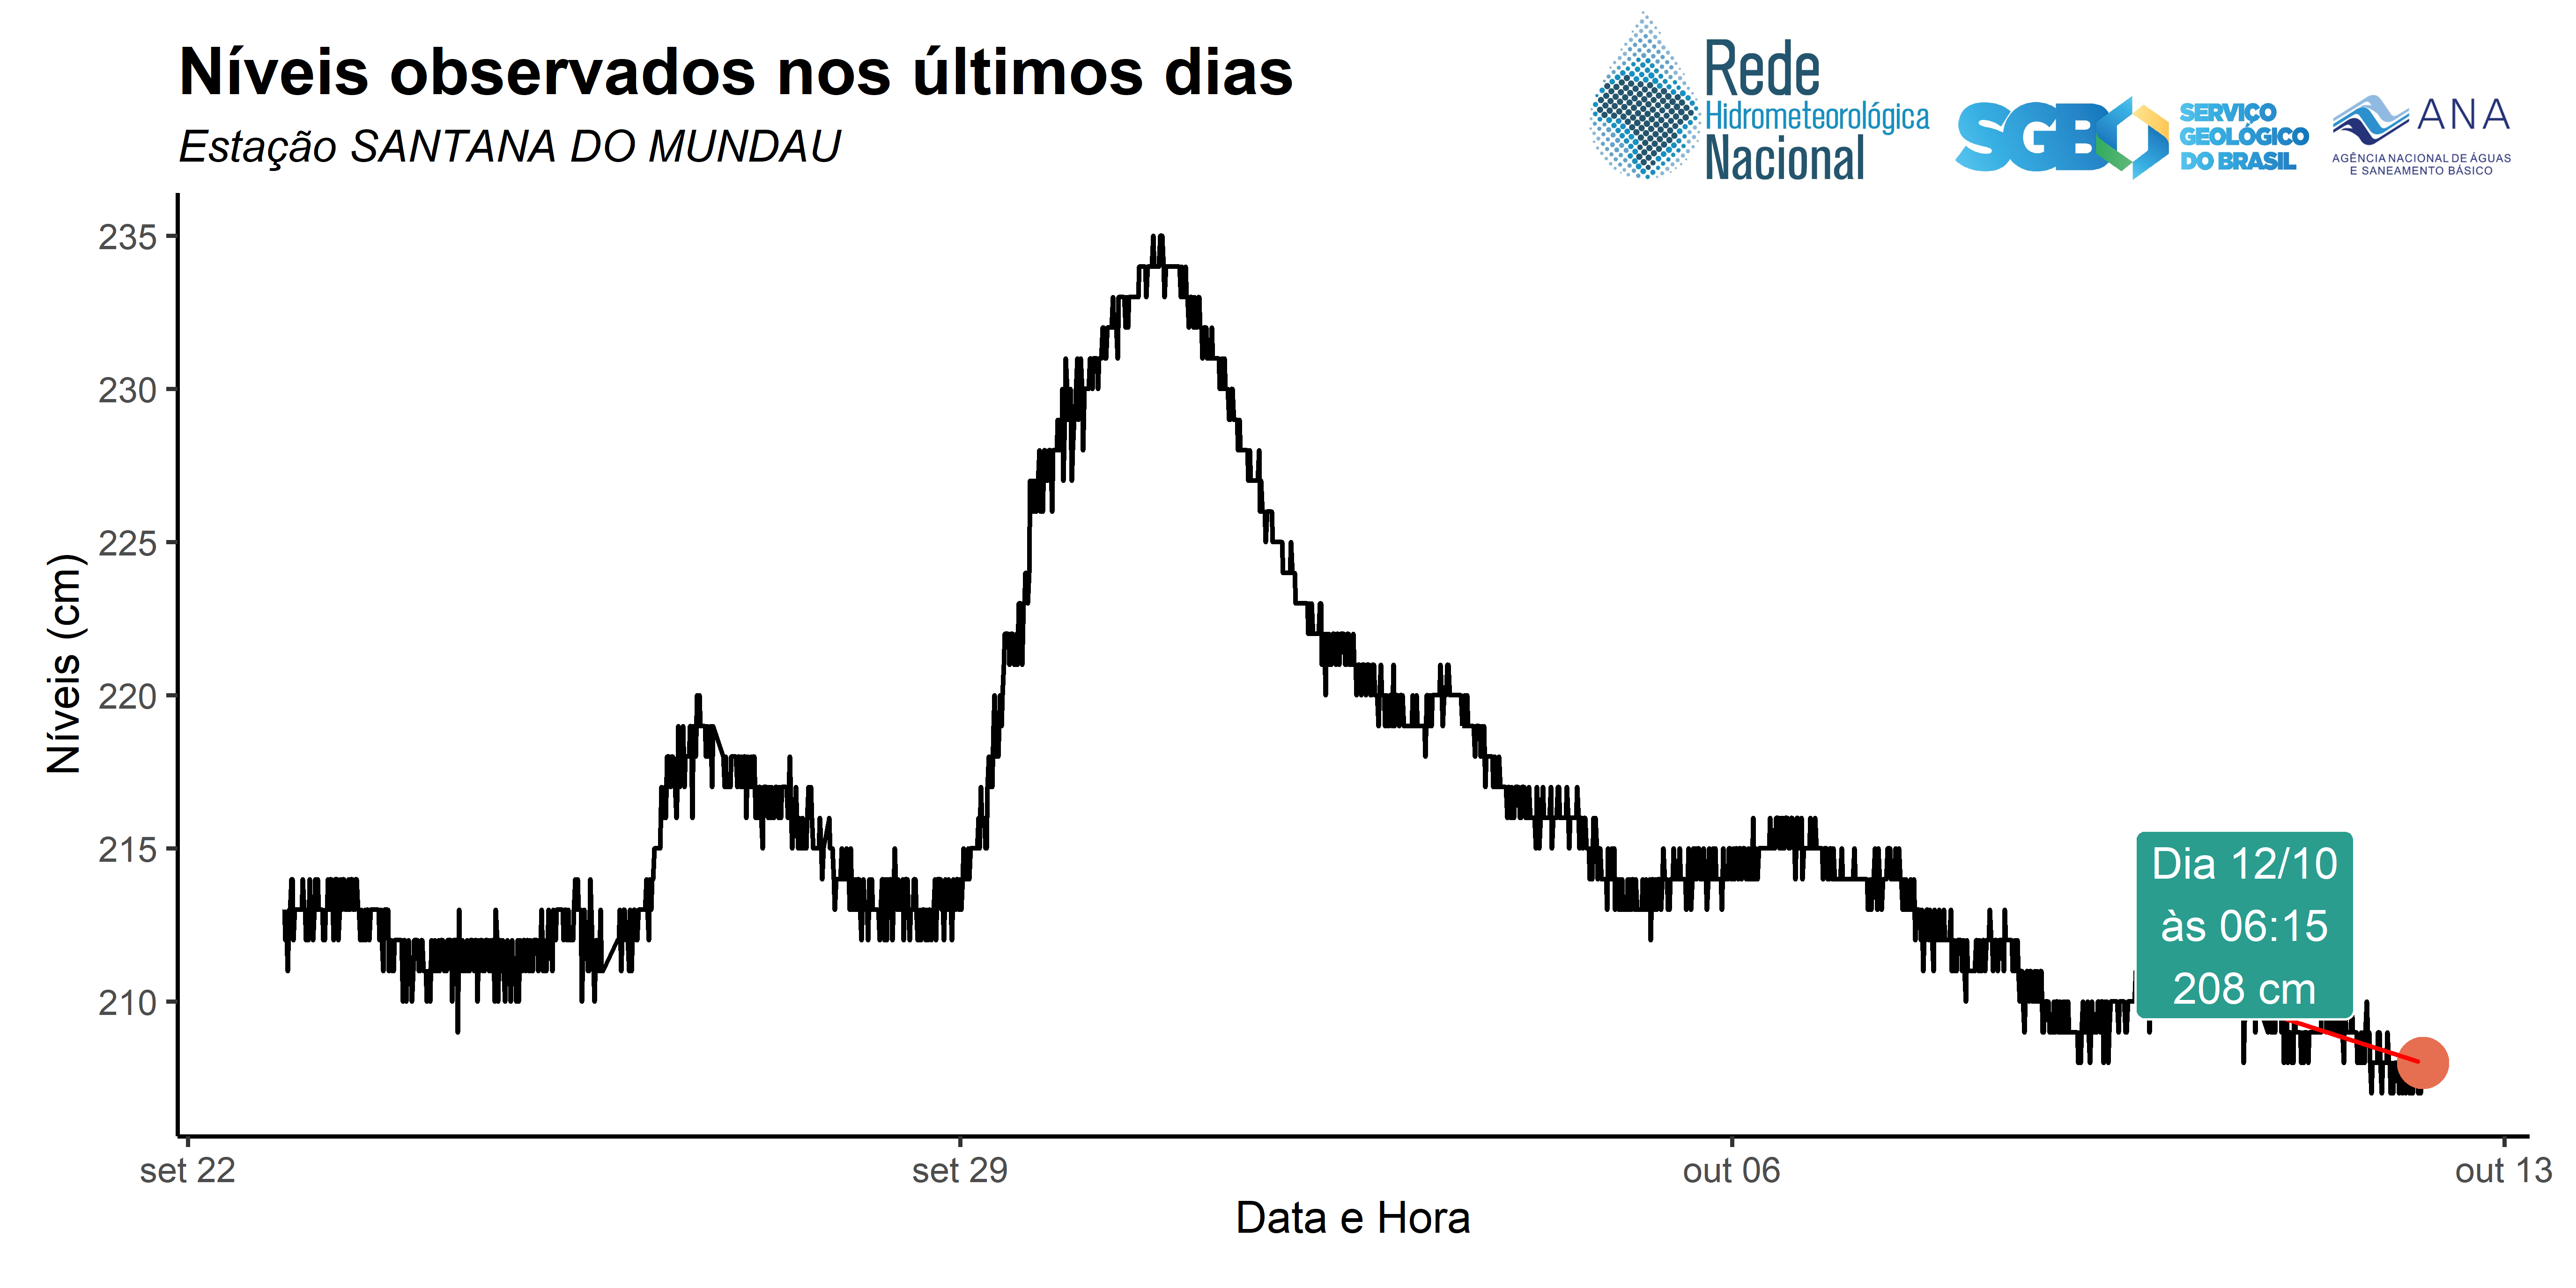 Níveis observados nos últimos dias
Estação SANTANA DO MUNDAU
Rede
Hidrometeorológica
Nacional
SGB
SERVIÇO
GEOLÓGICO
DO BRASIL
ANA
AGÊNCIA NACIONAL DE ÁGUAS
E SANEAMENTO BÁSICO
Níveis (cm)
235
230
225
220
215
210
Dia 12/10
às 06:15
208 cm
set 22
set 29
out 06
out 13
Data e Hora